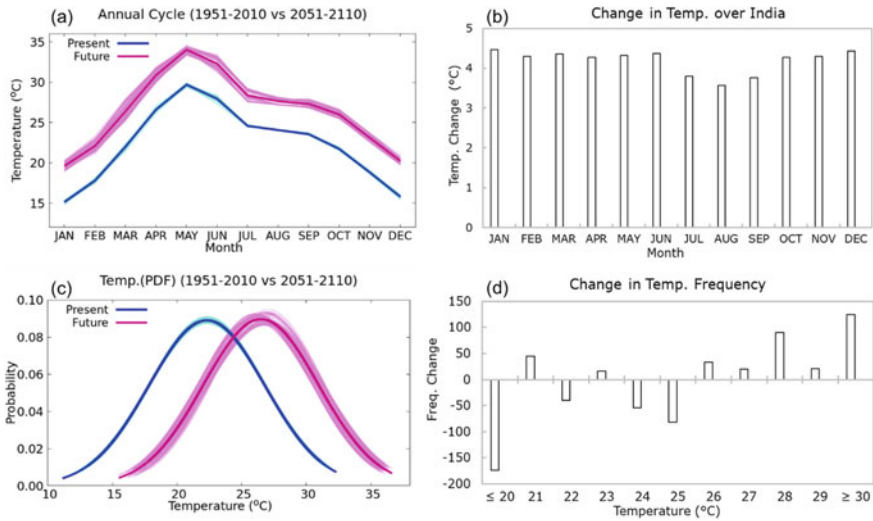 (a) Annual Cycle (1951-2010 vs 2051-2110)
Present
Future
Temperature (°C)
35
30
25
20
15
JAN FEB MAR APR MAY JUN JUL AUG SEP OCT NOV DEC
Month
(b) Change in Temp. over India
Temp. Change (°C)
5
4
3
2
1
0
JAN FEB MAR APR MAY JUN JUL AUG SEP OCT NOV DEC
Month
Temp.(PDF) (1951-2010 vs 2051-2110)
(c)
Present
Future
Probability
0.10
0.08
0.06
0.04
0.02
0.00
10 15 20 25 30 35
Temperature (°C)
(d) Change in Temp. Frequency
Freq. Change
150
100
50
0
-50
-100
-150
-200
≤ 20 21 22 23 24 25 26 27 28 29 ≥ 30
Temperature (°C)